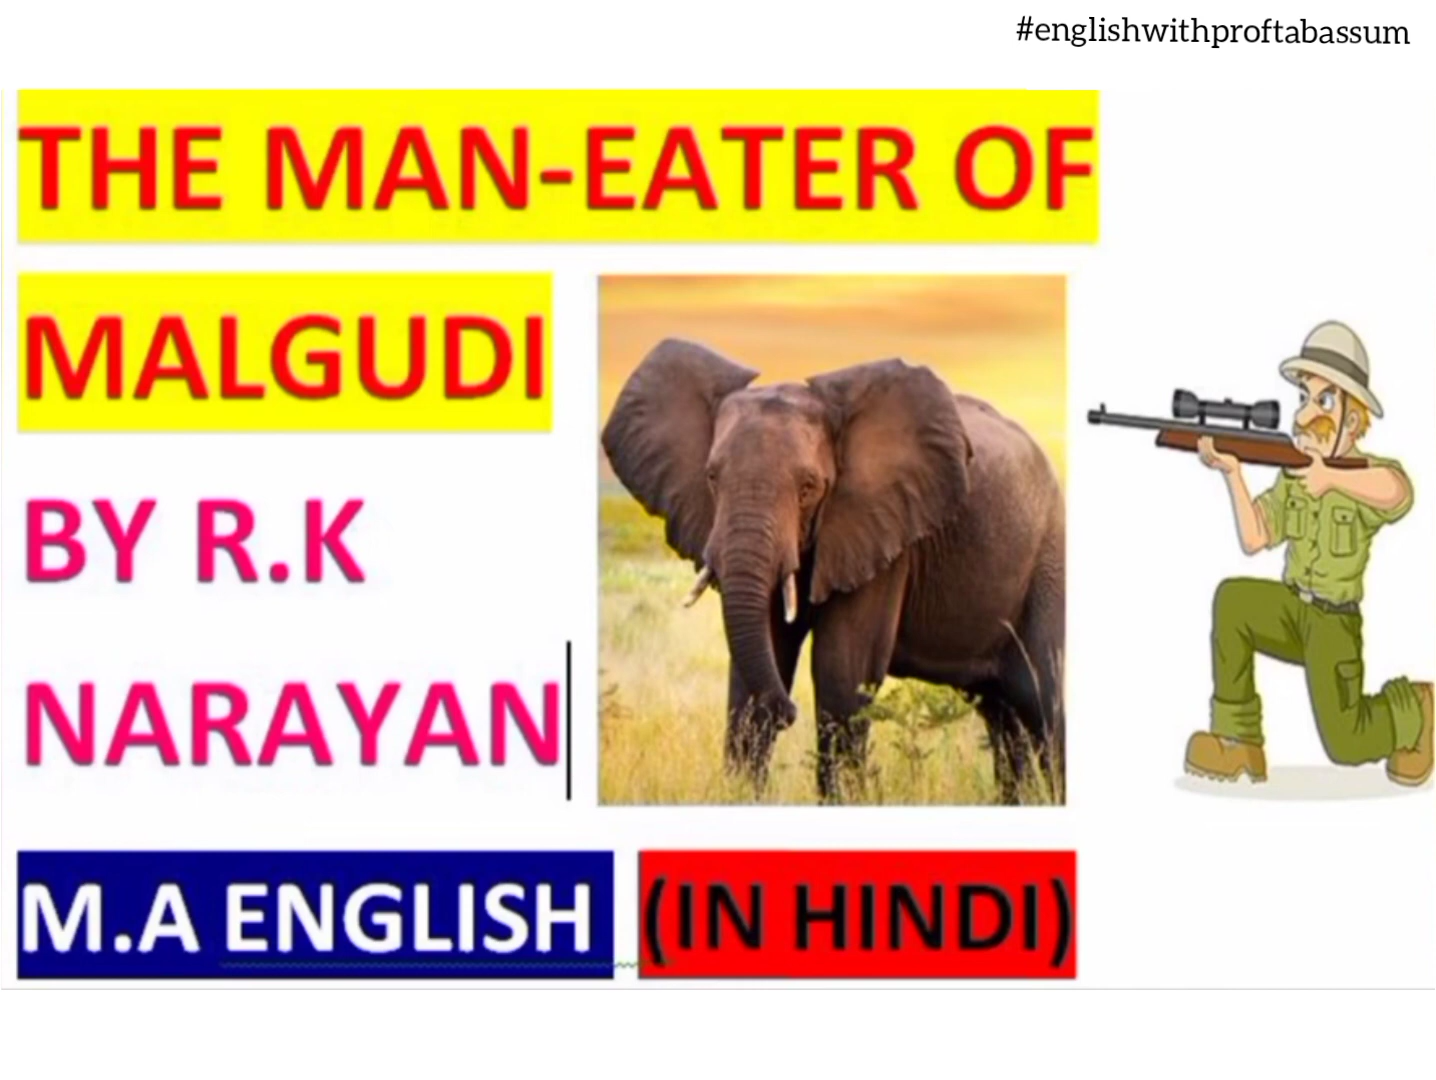 #englishwithproftabassum
THE MAN-EATER OF
MALGUDI
BY R.K
NARAYAN
M.A ENGLISH (IN HINDI)